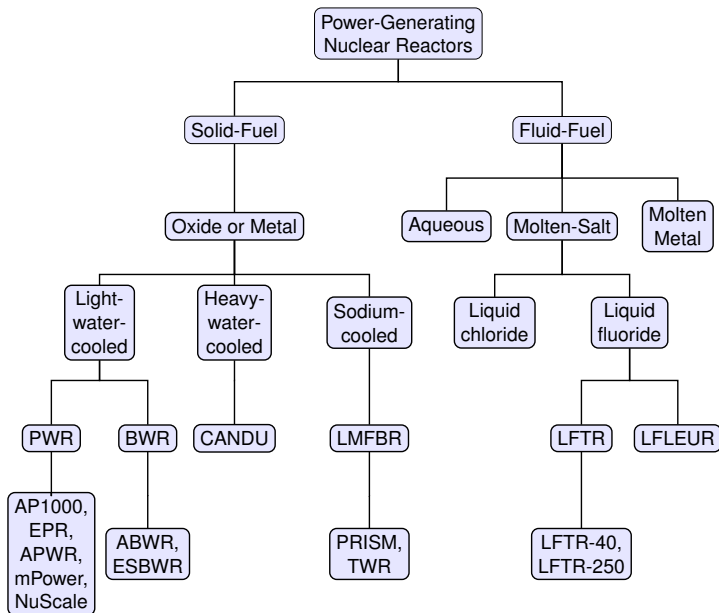 Power-Generating
Nuclear Reactors
Solid-Fuel
Fluid-Fuel
Oxide or Metal
Aqueous
Molten-Salt
Molten
Metal
Light-
water-
cooled
Heavy-
water-
cooled
Sodium-
cooled
Liquid
chloride
Liquid
fluoride
PWR
BWR
CANDU
LMFBR
LFTR
LFLEUR
AP1000,
EPR,
APWR,
mPower,
NuScale
ABWR,
ESBWR
PRISM,
TWR
LFTR-40,
LFTR-250